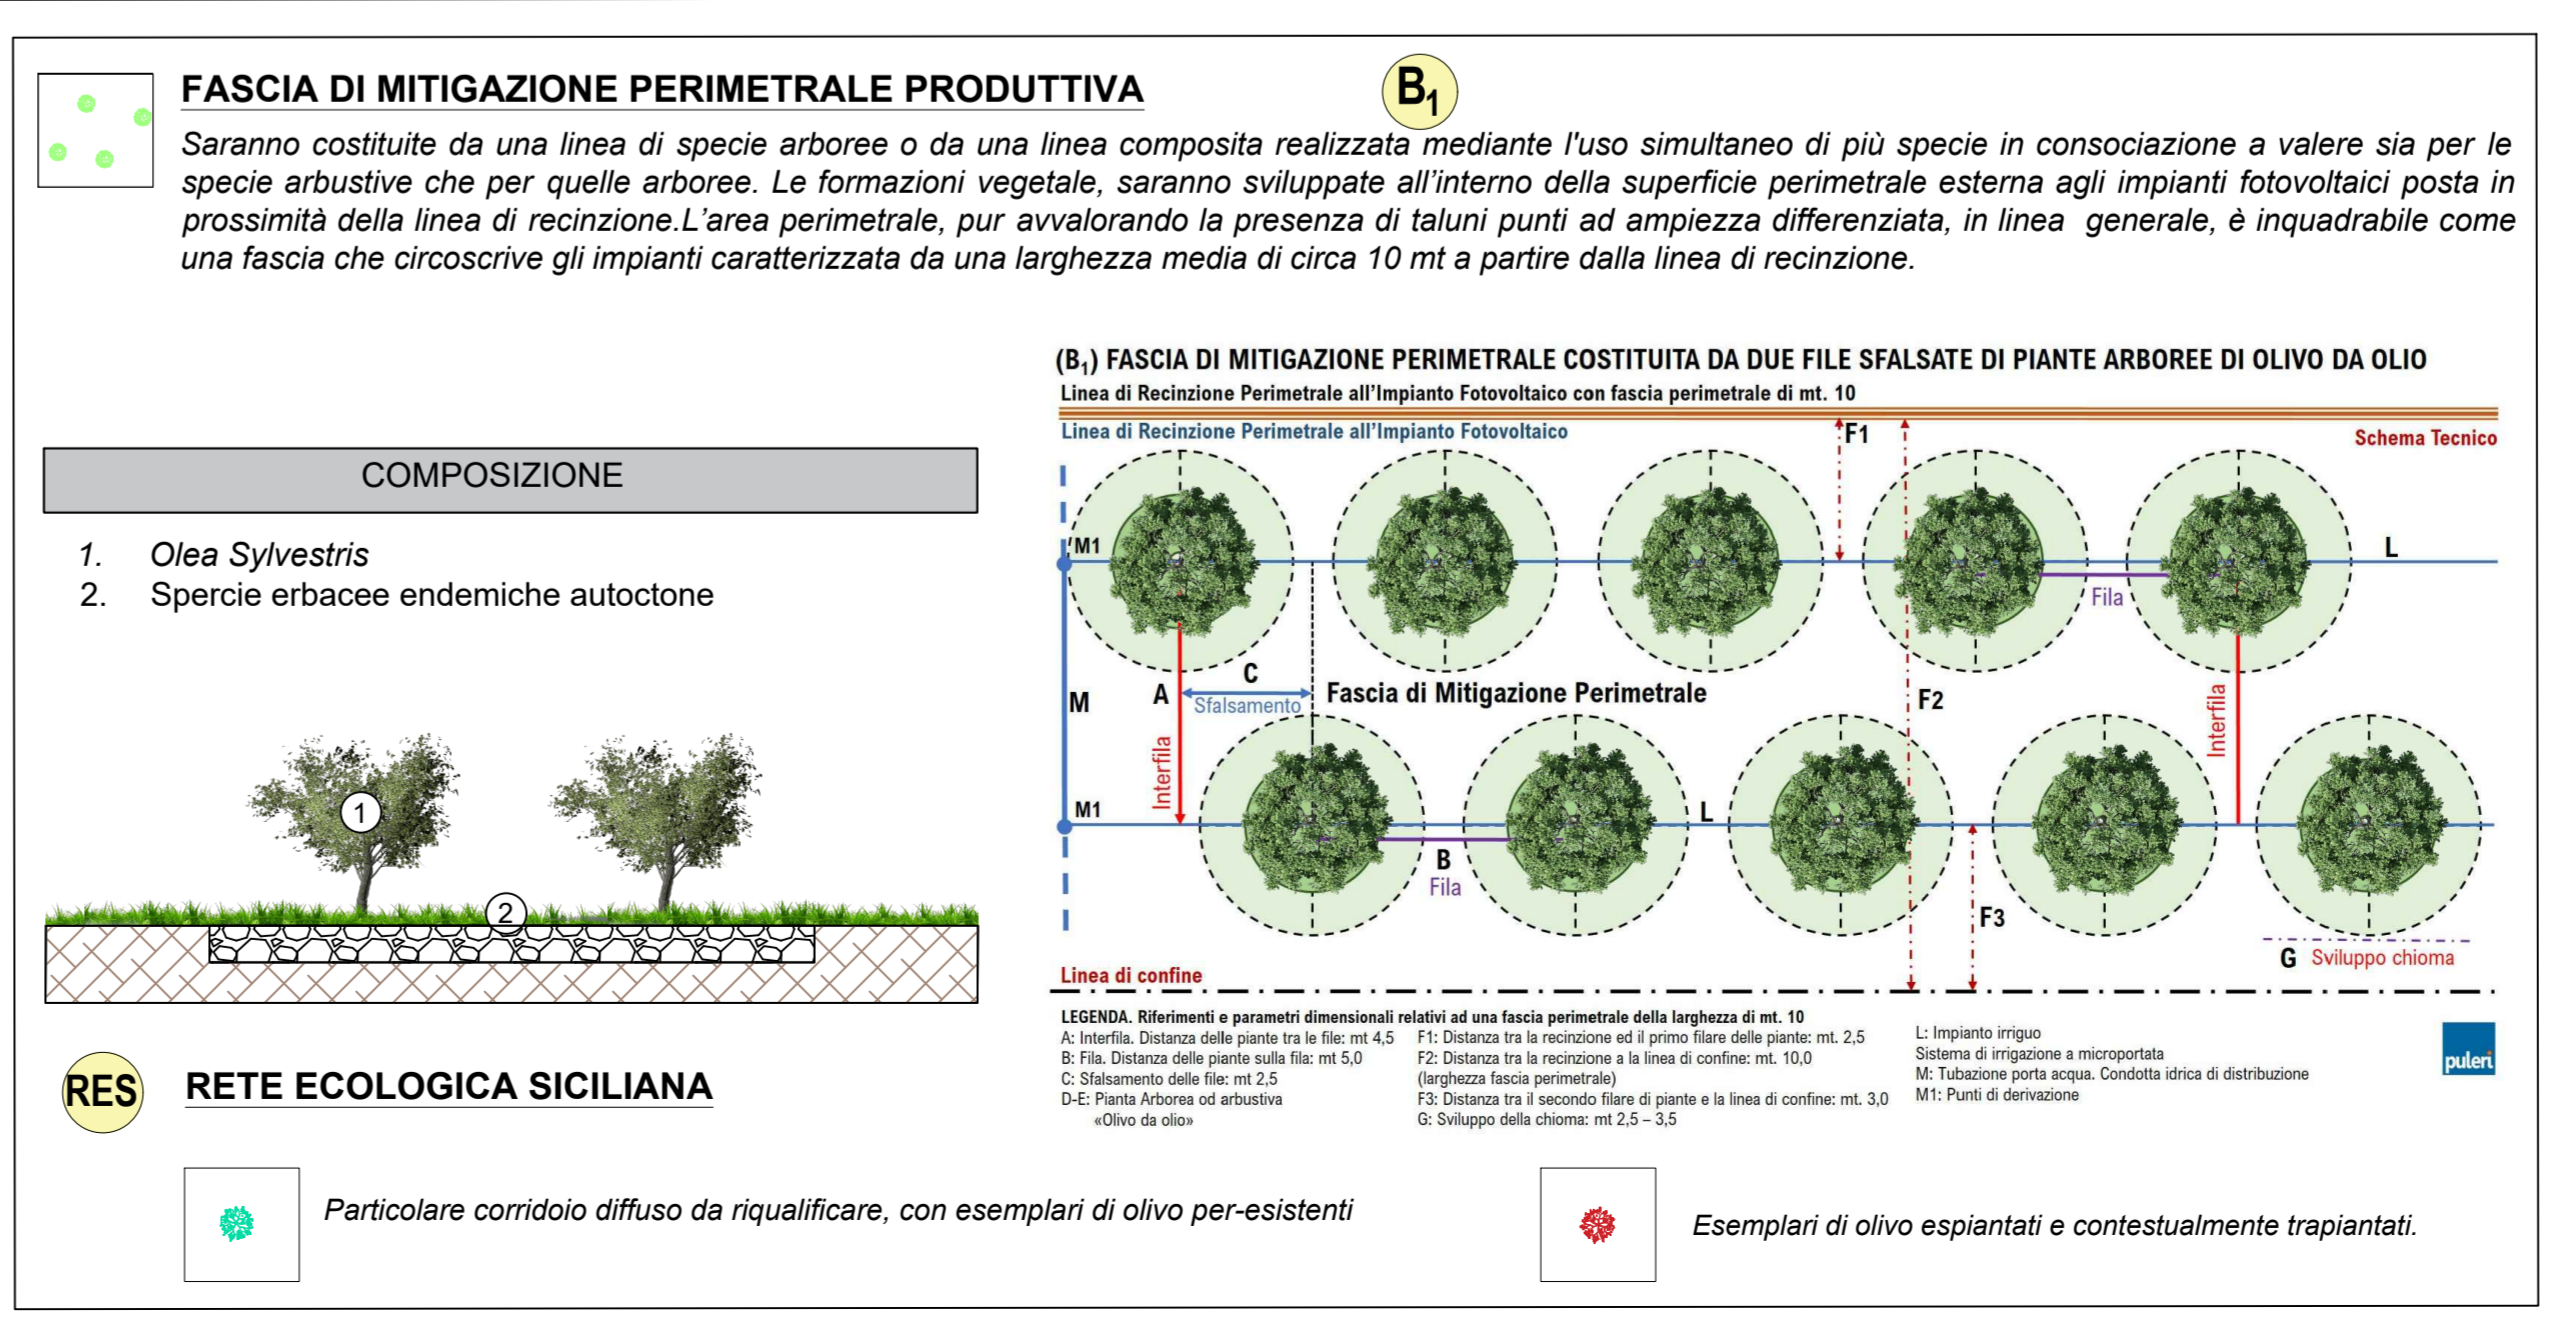 FASCIA DI MITIGAZIONE PERIMETRALE PRODUTTIVA
B1
Saranno costituite da una linea di specie arboree o da una linea composita realizzata mediante l'uso simultaneo di più specie in consociazione a valere sia per le
specie arbustive che per quelle arboree. Le formazioni vegetale, saranno sviluppate all’interno della superficie perimetrale esterna agli impianti fotovoltaici posta in
prossimità della linea di recinzione.L’area perimetrale, pur avvalorando la presenza di taluni punti ad ampiezza differenziata, in linea generale, è inquadrabile come
una fascia che circoscrive gli impianti caratterizzata da una larghezza media di circa 10 mt a partire dalla linea di recinzione.
COMPOSIZIONE
1. Olea Sylvestris
2. Spercie erbacee endemiche autoctone
1
2
(B1) FASCIA DI MITIGAZIONE PERIMETRALE COSTITUITA DA DUE FILE SFALSATE DI PIANTE ARBOREE DI OLIVO DA OLIO
Linea di Recinzione Perimetrale all’Impianto Fotovoltaico con fascia perimetrale di mt. 10
Linea di Recinzione Perimetrale all’Impianto Fotovoltaico
F1
Schema Tecnico
M1
L
Fila
C
A
Sfalsamento
Fascia di Mitigazione Perimetrale
M
F2
Interfila
Interfila
M1
L
B
Fila
F3
G Sviluppo chioma
Linea di confine
LEGENDA. Riferimenti e parametri dimensionali relativi ad una fascia perimetrale della larghezza di mt. 10
A: Interfila. Distanza delle piante tra le file: mt 4,5
B: Fila. Distanza delle piante sulla fila: mt 5,0
C: Sfalsamento delle file: mt 2,5
D-E: Pianta Arborea od arbustiva
«Olivo da olio»
F1: Distanza tra la recinzione ed il primo filare delle piante: mt. 2,5
F2: Distanza tra la recinzione a la linea di confine: mt. 10,0
(larghezza fascia perimetrale)
F3: Distanza tra il secondo filare di piante e la linea di confine: mt. 3,0
G: Sviluppo della chioma: mt 2,5 – 3,5
L: Impianto irriguo
Sistema di irrigazione a microportata
M: Tubazione porta acqua. Condotta idrica di distribuzione
M1: Punti di derivazione
puleri
RES
RETE ECOLOGICA SICILIANA
Particolare corridoio diffuso da riqualificare, con esemplari di olivo per-esistenti
Esemplari di olivo espiantati e contestualmente trapiantati.